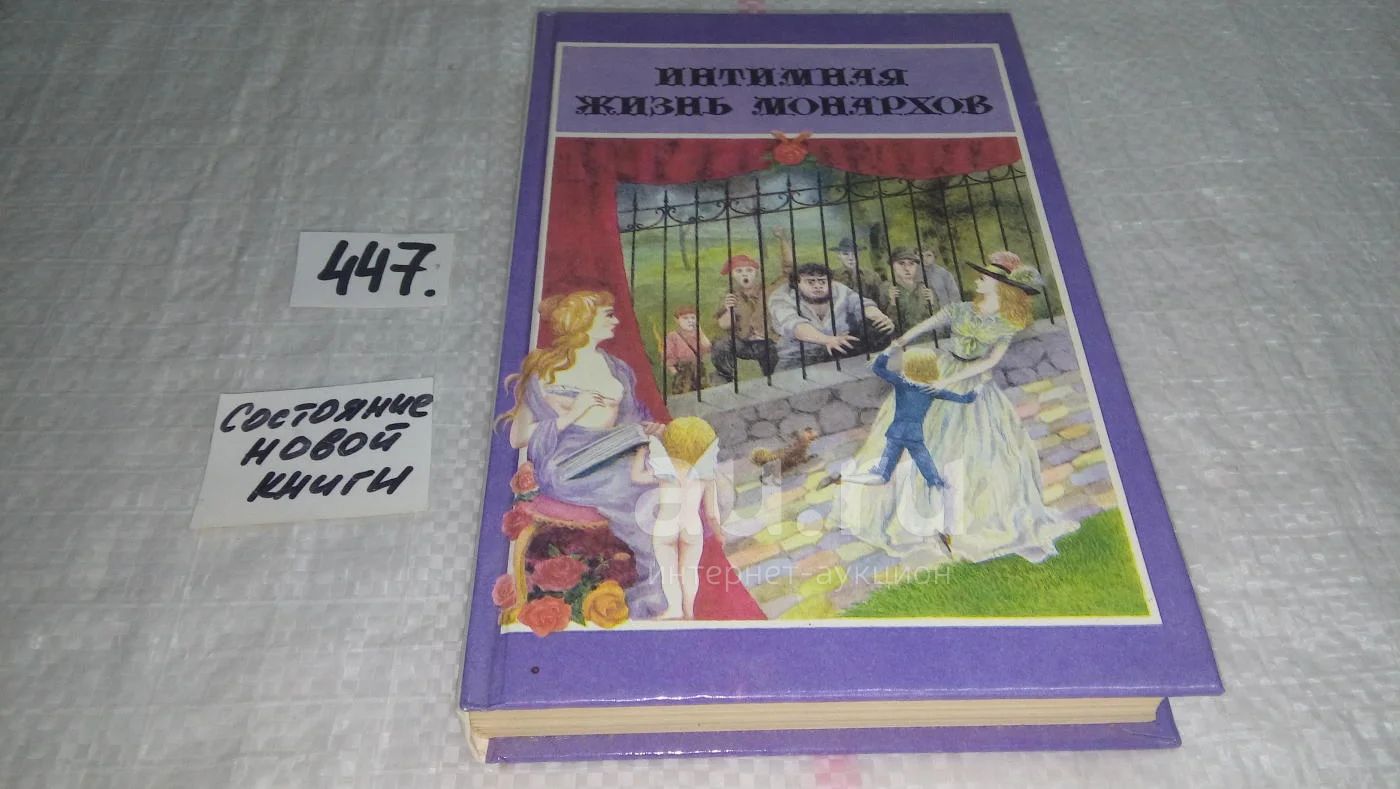 ИНТИМНАЯ
ЖИЗНЬ МОНАРХОВ
447.
СОСТОЯНИЕ
НОВОЙ
КНИГИ
au.ru
интернет-аукцион